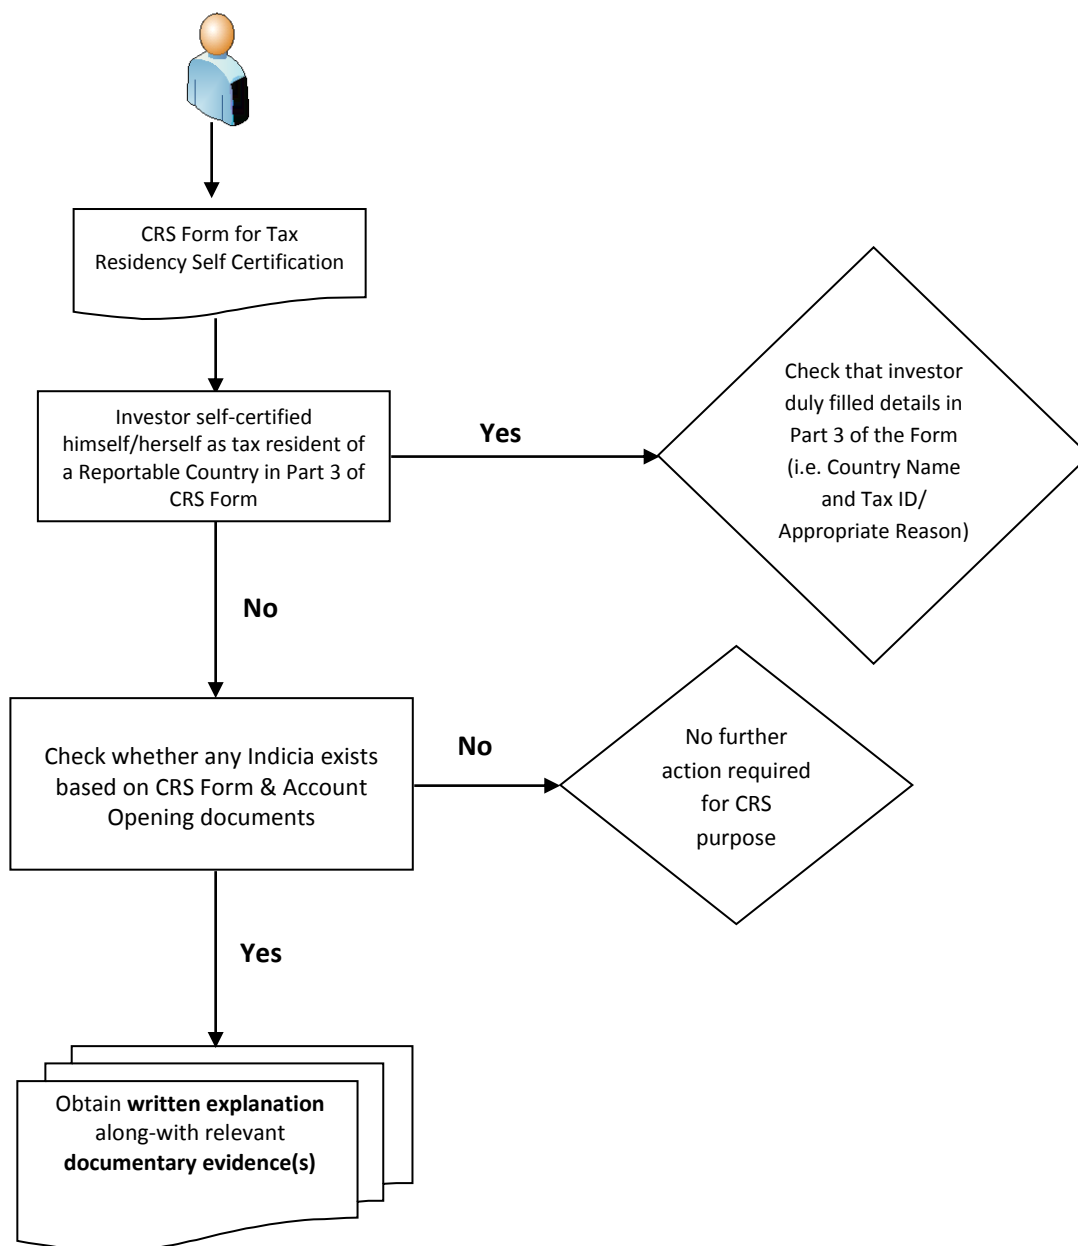 CRS Form for Tax
Residency Self Certification
Investor self-certified
himself/herself as tax resident of
a Reportable Country in Part 3 of
CRS Form
Yes
Check that investor
duly filled details in
Part 3 of the Form
(i.e. Country Name
and Tax ID/
Appropriate Reason)
No
Check whether any Indicia exists
based on CRS Form & Account
Opening documents
No
No further
action required
for CRS
purpose
Yes
Obtain written explanation
along-with relevant
documentary evidence(s)